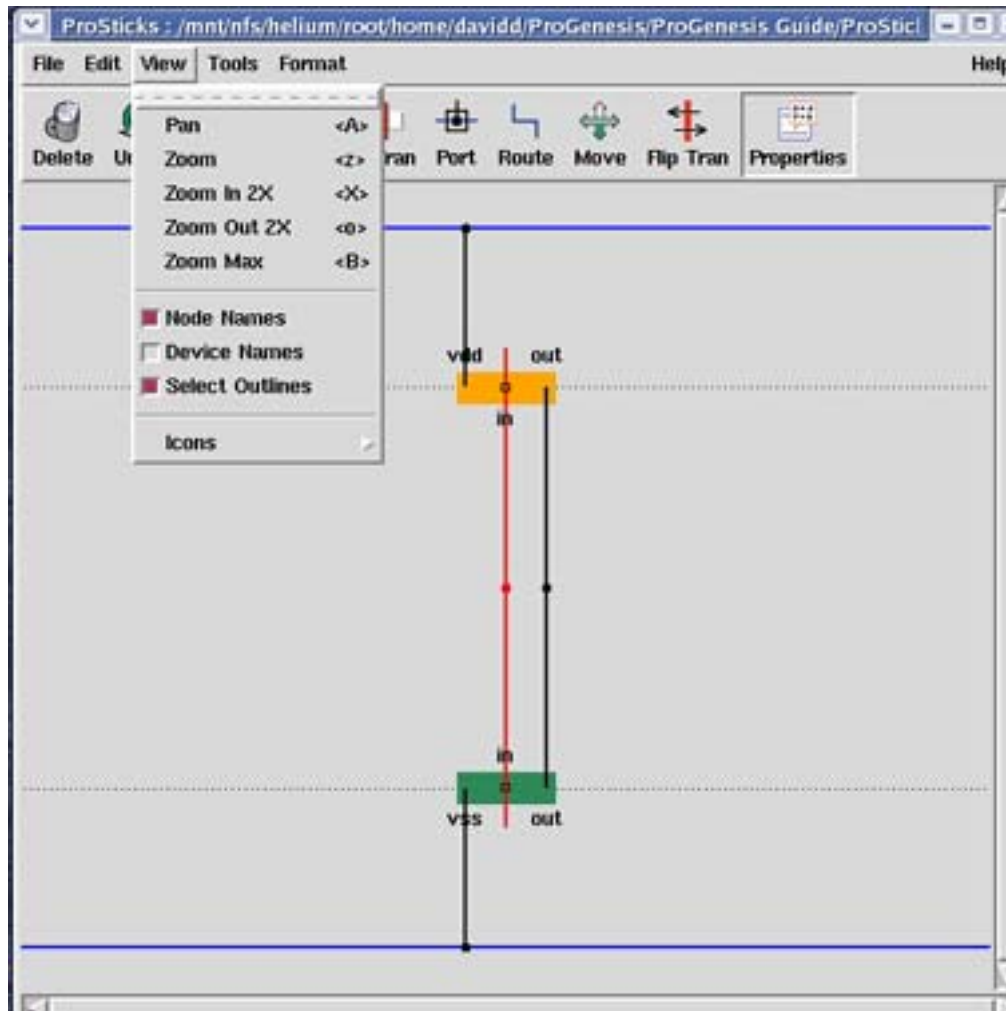 ProSticks : /mnt/nfs/helium/root/home/davidd/ProGenesis/ProGenesis Guide/ProStick
File Edit View Tools Format Help
Delete Port Route Move Flip Tran Properties
Pan <A>
Zoom <z>
Zoom In 2X <X>
Zoom Out 2X <o>
Zoom Max <B>
Node Names
Device Names
Select Outlines
Icons
vdd out
in
in
vss out